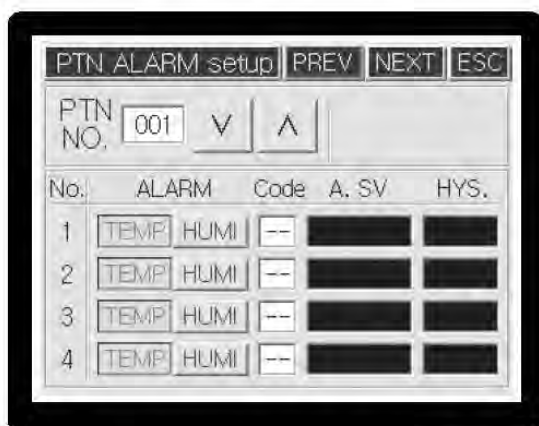 PTN ALARM setup PREV NEXT ESC
PTN NO. 001 ∨ ∧
No. ALARM Code A. SV HYS.
1 TEMP HUMI --
2 TEMP HUMI --
3 TEMP HUMI --
4 TEMP HUMI --